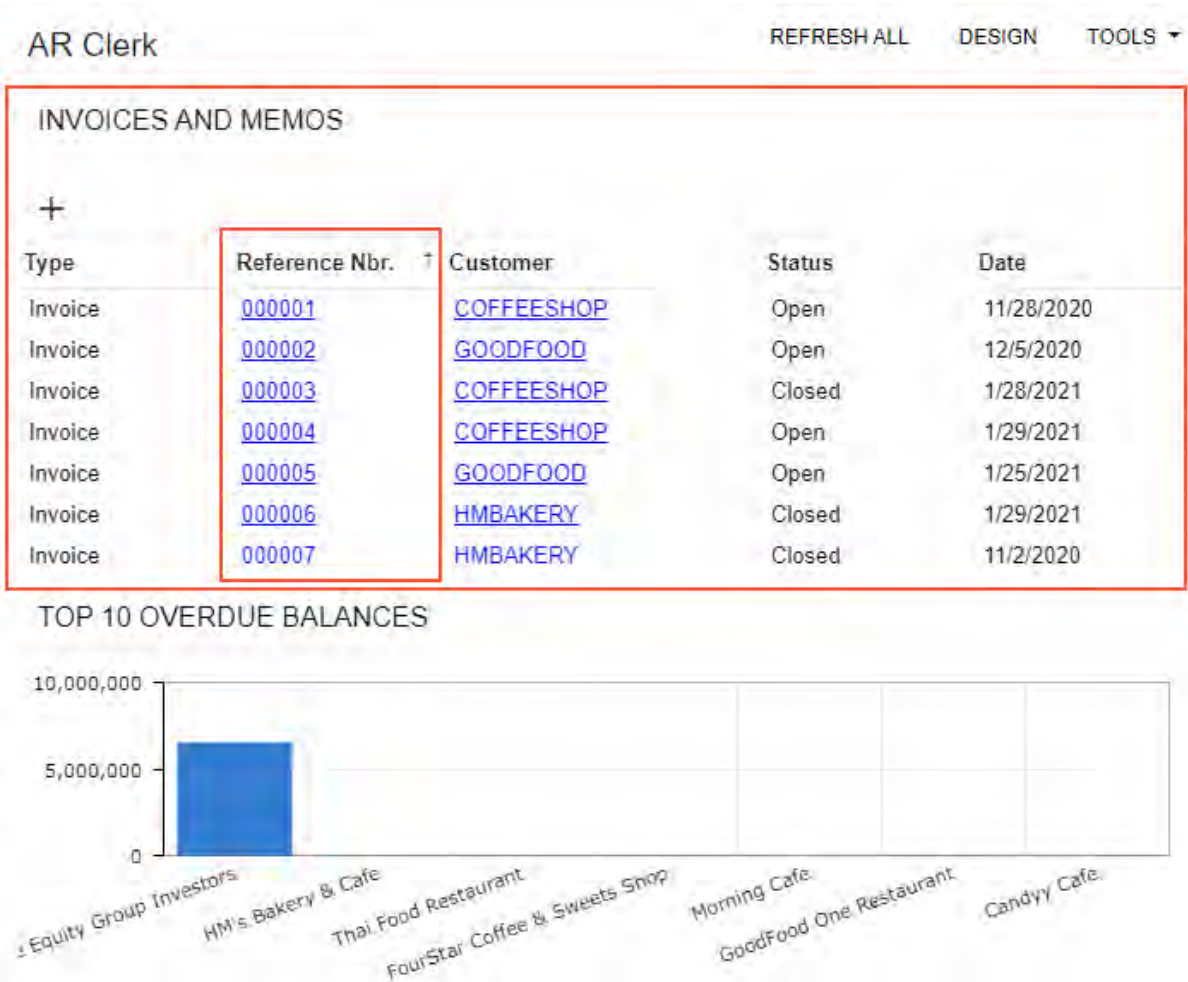 AR Clerk REFRESH ALL DESIGN TOOLS
INVOICES AND MEMOS
+
Type Reference Nbr. ↑ Customer Status Date
Invoice 000001 COFFEESHOP Open 11/28/2020
Invoice 000002 GOODFOOD Open 12/5/2020
Invoice 000003 COFFEESHOP Closed 1/28/2021
Invoice 000004 COFFEESHOP Open 1/29/2021
Invoice 000005 GOODFOOD Open 1/25/2021
Invoice 000006 HMBAKERY Closed 1/29/2021
Invoice 000007 HMBAKERY Closed 11/2/2020
TOP 10 OVERDUE BALANCES
10,000,000
5,000,000
0
Equity Group Investors
HM's Bakery & Cafe
Thai Food Restaurant
FourStar Coffee & Sweets Shop
Morning Cafe
GoodFood One Restaurant
Candyy Cafe